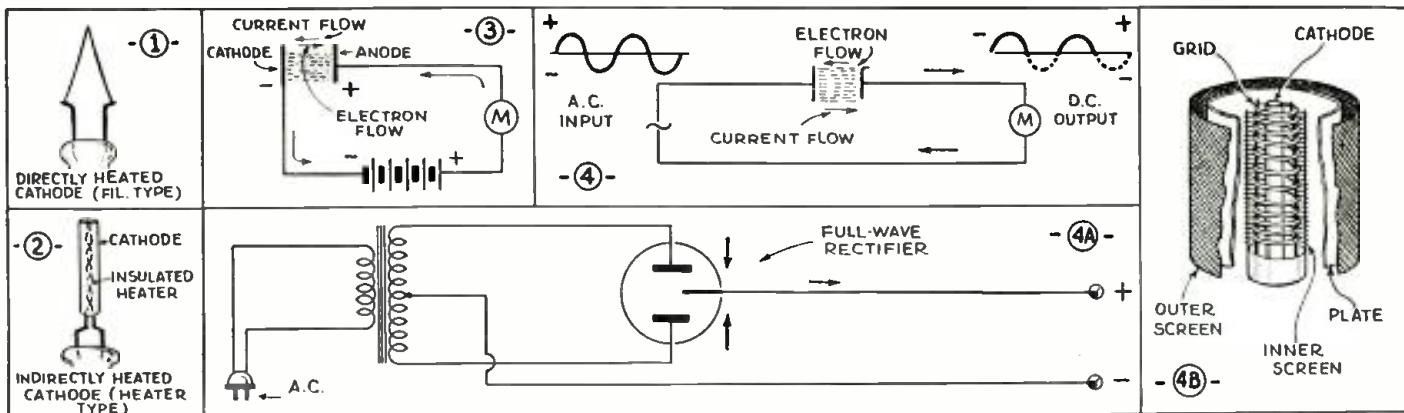 -①-
DIRECTLY HEATED
CATHODE (FIL. TYPE)
-②-
CATHODE
INSULATED
HEATER
INDIRECTLY HEATED
CATHODE (HEATER
TYPE)
CURRENT FLOW
-③-
CATHODE
ANODE
-
+
ELECTRON
FLOW
M
-
+
+
-
A.C.
INPUT
ELECTRON
FLOW
CURRENT FLOW
-
+
-
M
D.C.
OUTPUT
-④-
FULL-WAVE
RECTIFIER
-4A-
+
-
A.C.
GRID
CATHODE
OUTER
SCREEN
PLATE
INNER
SCREEN
-4B-